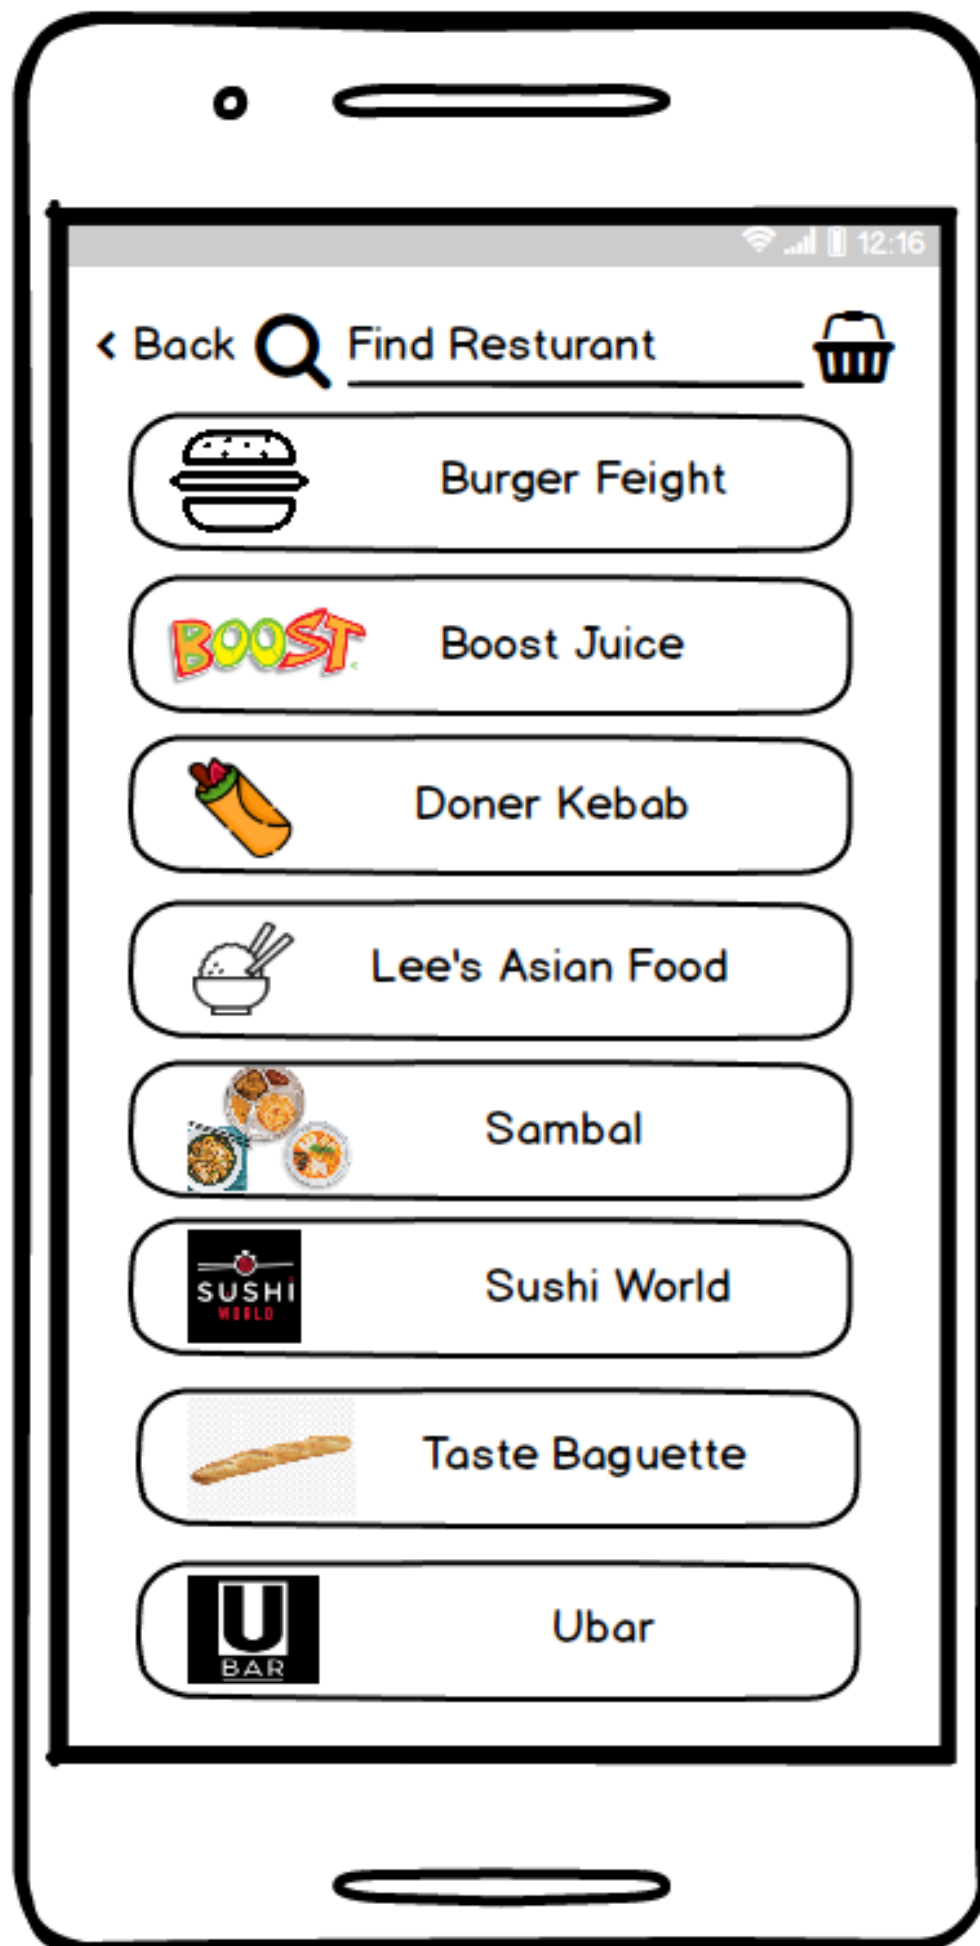 12:16
< Back Find Resturant
Burger Feight
BOOST Boost Juice
Doner Kebab
Lee's Asian Food
Sambal
SUSHI
WORLD
Sushi World
Taste Baguette
U
BAR
Ubar